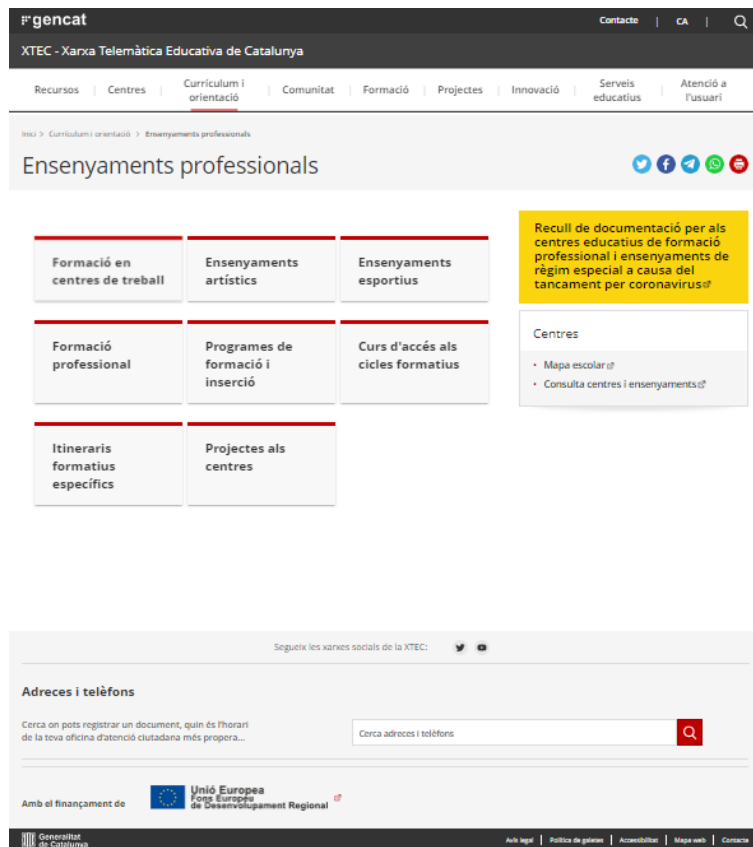 gencat
Contacte | CA |
XTEC - Xarxa Telemàtica Educativa de Catalunya
Recursos | Centres | Currículum i orientació | Comunitat | Formació | Projectes | Innovació | Serveis educatius | Atenció a l'usuari
Inici > Currículum i orientació > Ensenyaments professionals
Ensenyaments professionals
Formació en
centres de treball
Ensenyaments
artístics
Ensenyaments
esportius
Formació
professional
Programes de
formació i
inserció
Curs d'accés als
cicles formatius
Itineraris
formatius
específics
Projectes als
centres
Recull de documentació per als
centres educatius de formació
professional i ensenyaments de
règim especial a causa del
tancament per coronavirus
Centres
• Mapa escolar
• Consulta centres i ensenyaments
Segueix les xarxes socials de la XTEC:
Adreces i telèfons
Cerca on pots registrar un document, quin és l'horari
de la teva oficina d'atenció ciutadana més propera...
Cerca adreces i telèfons
Amb el finançament de
Unió Europea
Fons Europeu
de Desenvolupament Regional
Generalitat
de Catalunya
Avís legal | Política de galetes | Accessibilitat | Mapa web | Contacte